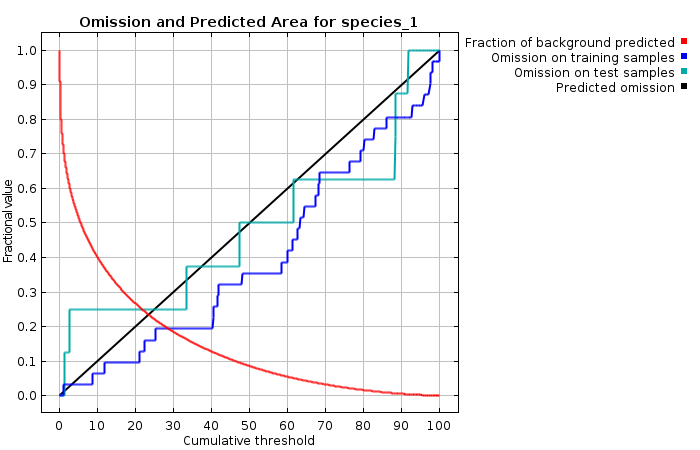 Omission and Predicted Area for species_1
Fraction of background predicted
Omission on training samples
Omission on test samples
Predicted omission
Fractional value
1.0
0.9
0.8
0.7
0.6
0.5
0.4
0.3
0.2
0.1
0.0
0 10 20 30 40 50 60 70 80 90 100
Cumulative threshold